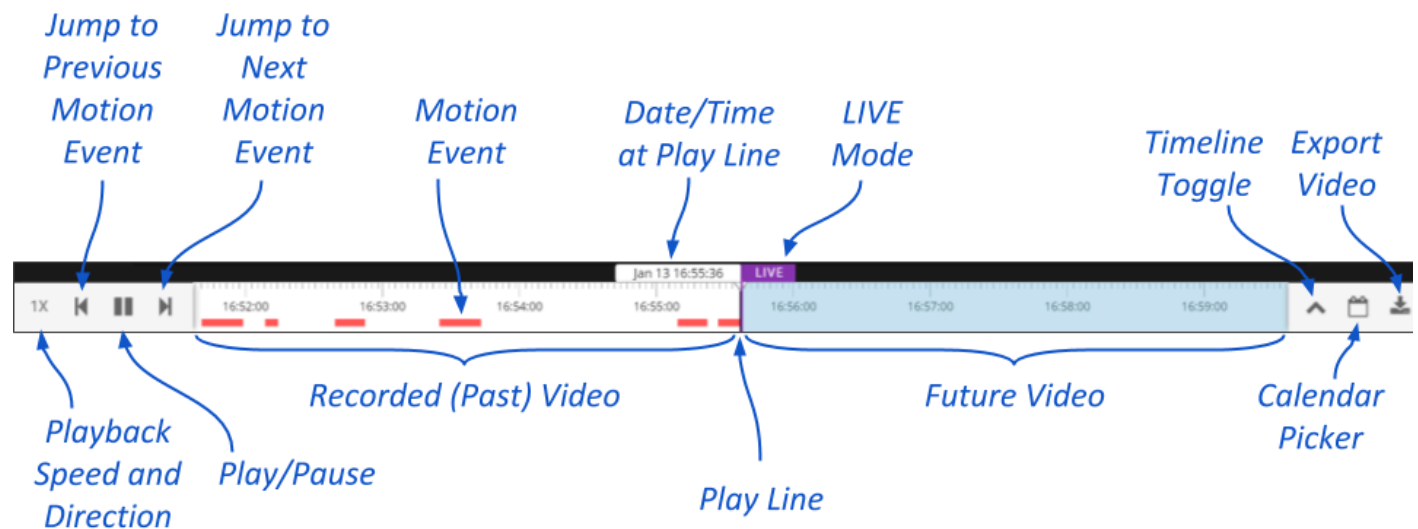 Jump to
Previous
Motion
Event
Jump to
Next
Motion
Event
Motion
Event
Date/Time
at Play Line
LIVE
Mode
Timeline
Toggle
Export
Video
Jan 13 16:55:36
LIVE
1X
16:52:00
16:53:00
16:54:00
16:55:00
16:56:00
16:57:00
16:58:00
16:59:00
Recorded (Past) Video
Future Video
Calendar
Picker
Playback
Speed and
Direction
Play/Pause
Play Line